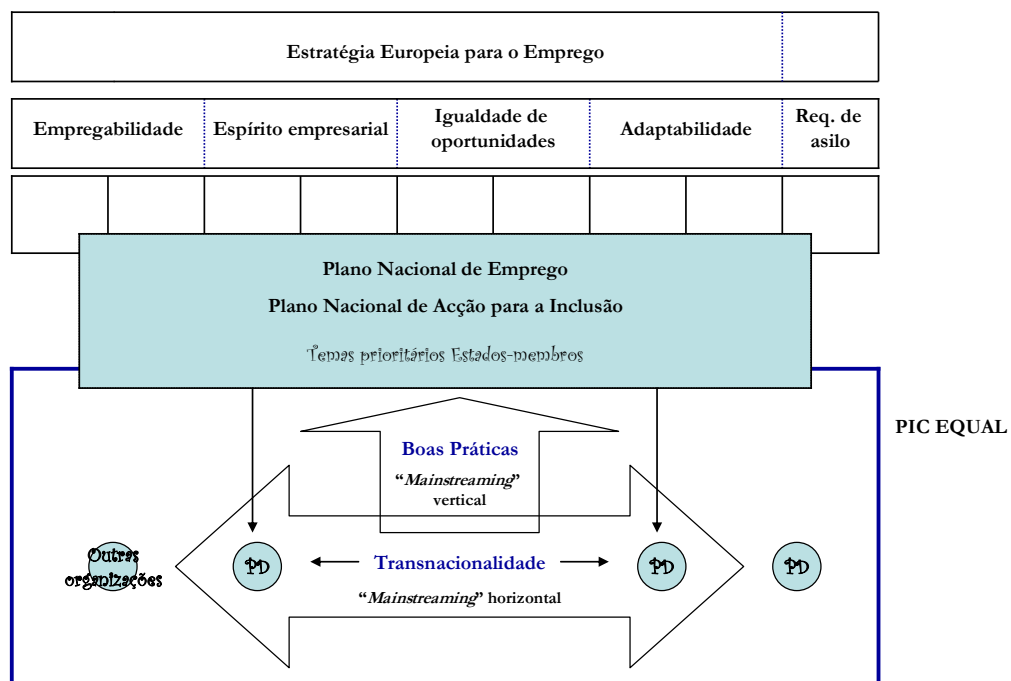 Estratégia Europeia para o Emprego
Empregabilidade
Espírito empresarial
Igualdade de
oportunidades
Adaptabilidade
Req. de
asilo
Plano Nacional de Emprego
Plano Nacional de Acção para a Inclusão
Temas prioritários Estados-membros
PIC EQUAL
Boas Práticas
“Mainstreaming”
vertical
Outras
organizações
PD
Transnacionalidade
PD
PD
“Mainstreaming” horizontal